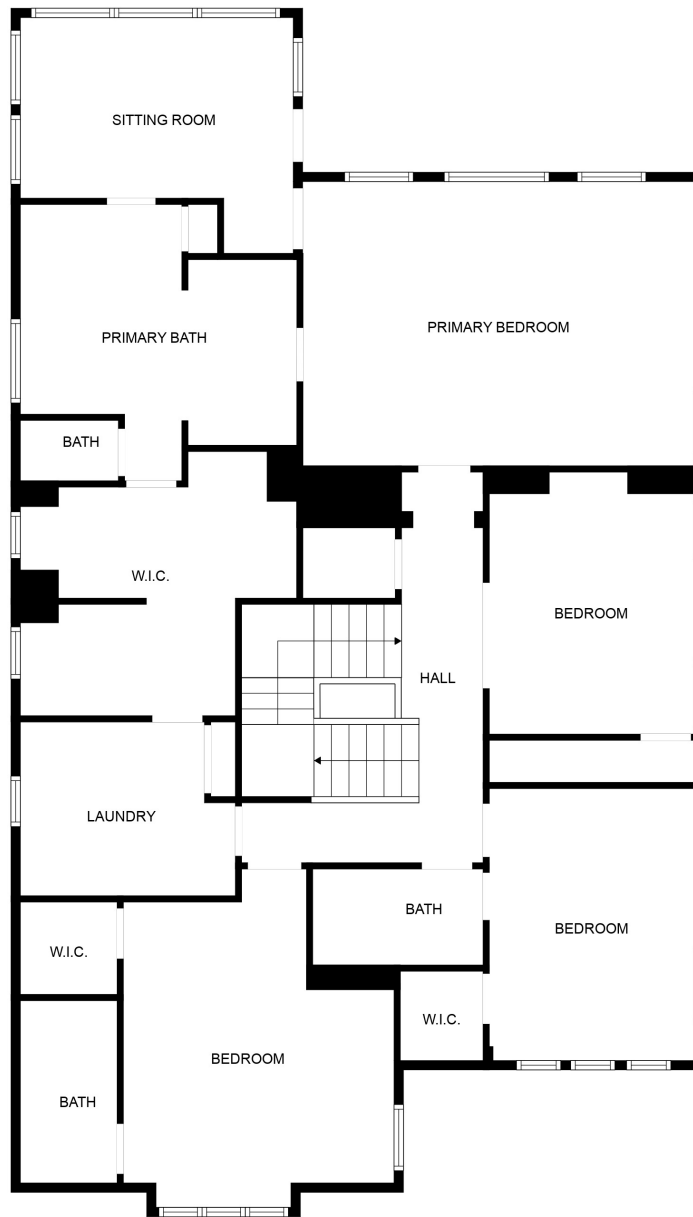 SITTING ROOM
PRIMARY BEDROOM
PRIMARY BATH
BATH
W.I.C.
BEDROOM
HALL
LAUNDRY
BATH
BEDROOM
W.I.C.
W.I.C.
BEDROOM
BATH